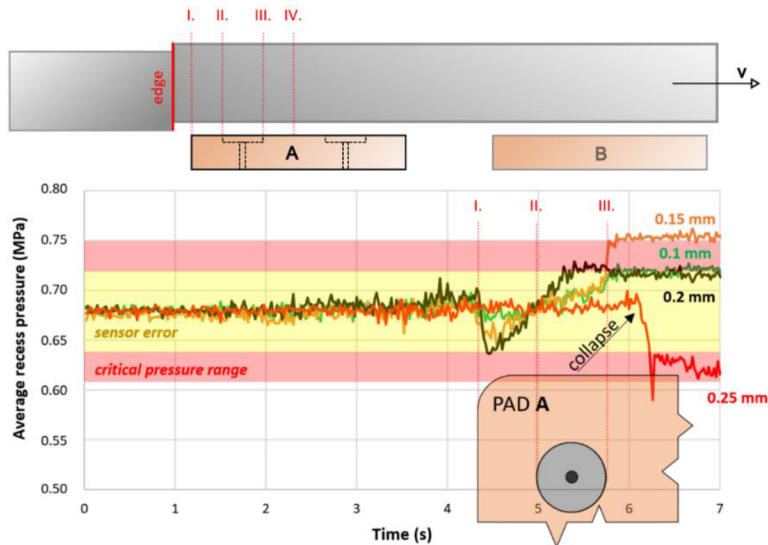 I. II. III. IV.
edge
V
A B
Average recess pressure (MPa)
0.80
0.75
0.70
0.65
0.60
0.55
0.50
I. II. III.
0.15 mm
0.1 mm
0.2 mm
sensor error
collapse
critical pressure range
0.25 mm
PAD A
0 1 2 3 4 5 6 7
Time (s)